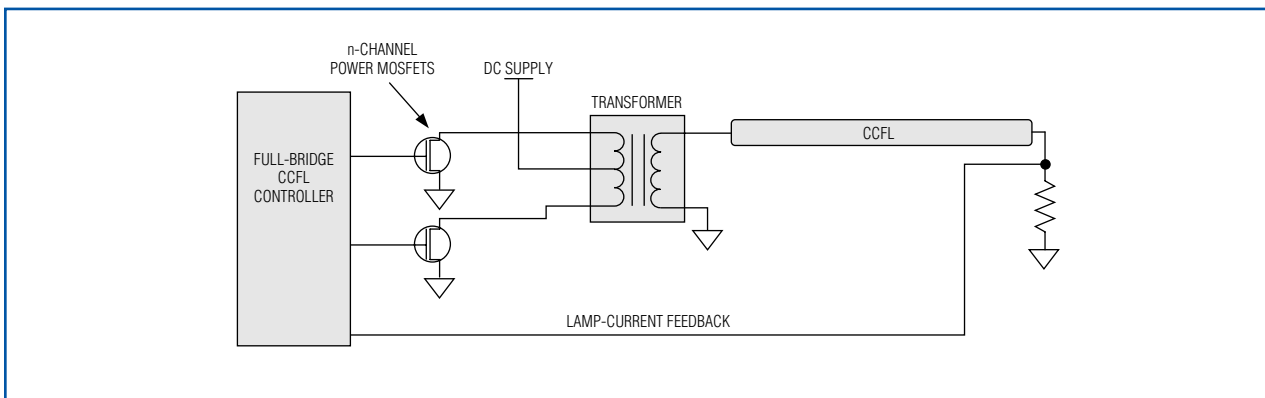 n-CHANNEL
POWER MOSFETS
DC SUPPLY
TRANSFORMER
CCFL
FULL-BRIDGE
CCFL
CONTROLLER
LAMP-CURRENT FEEDBACK